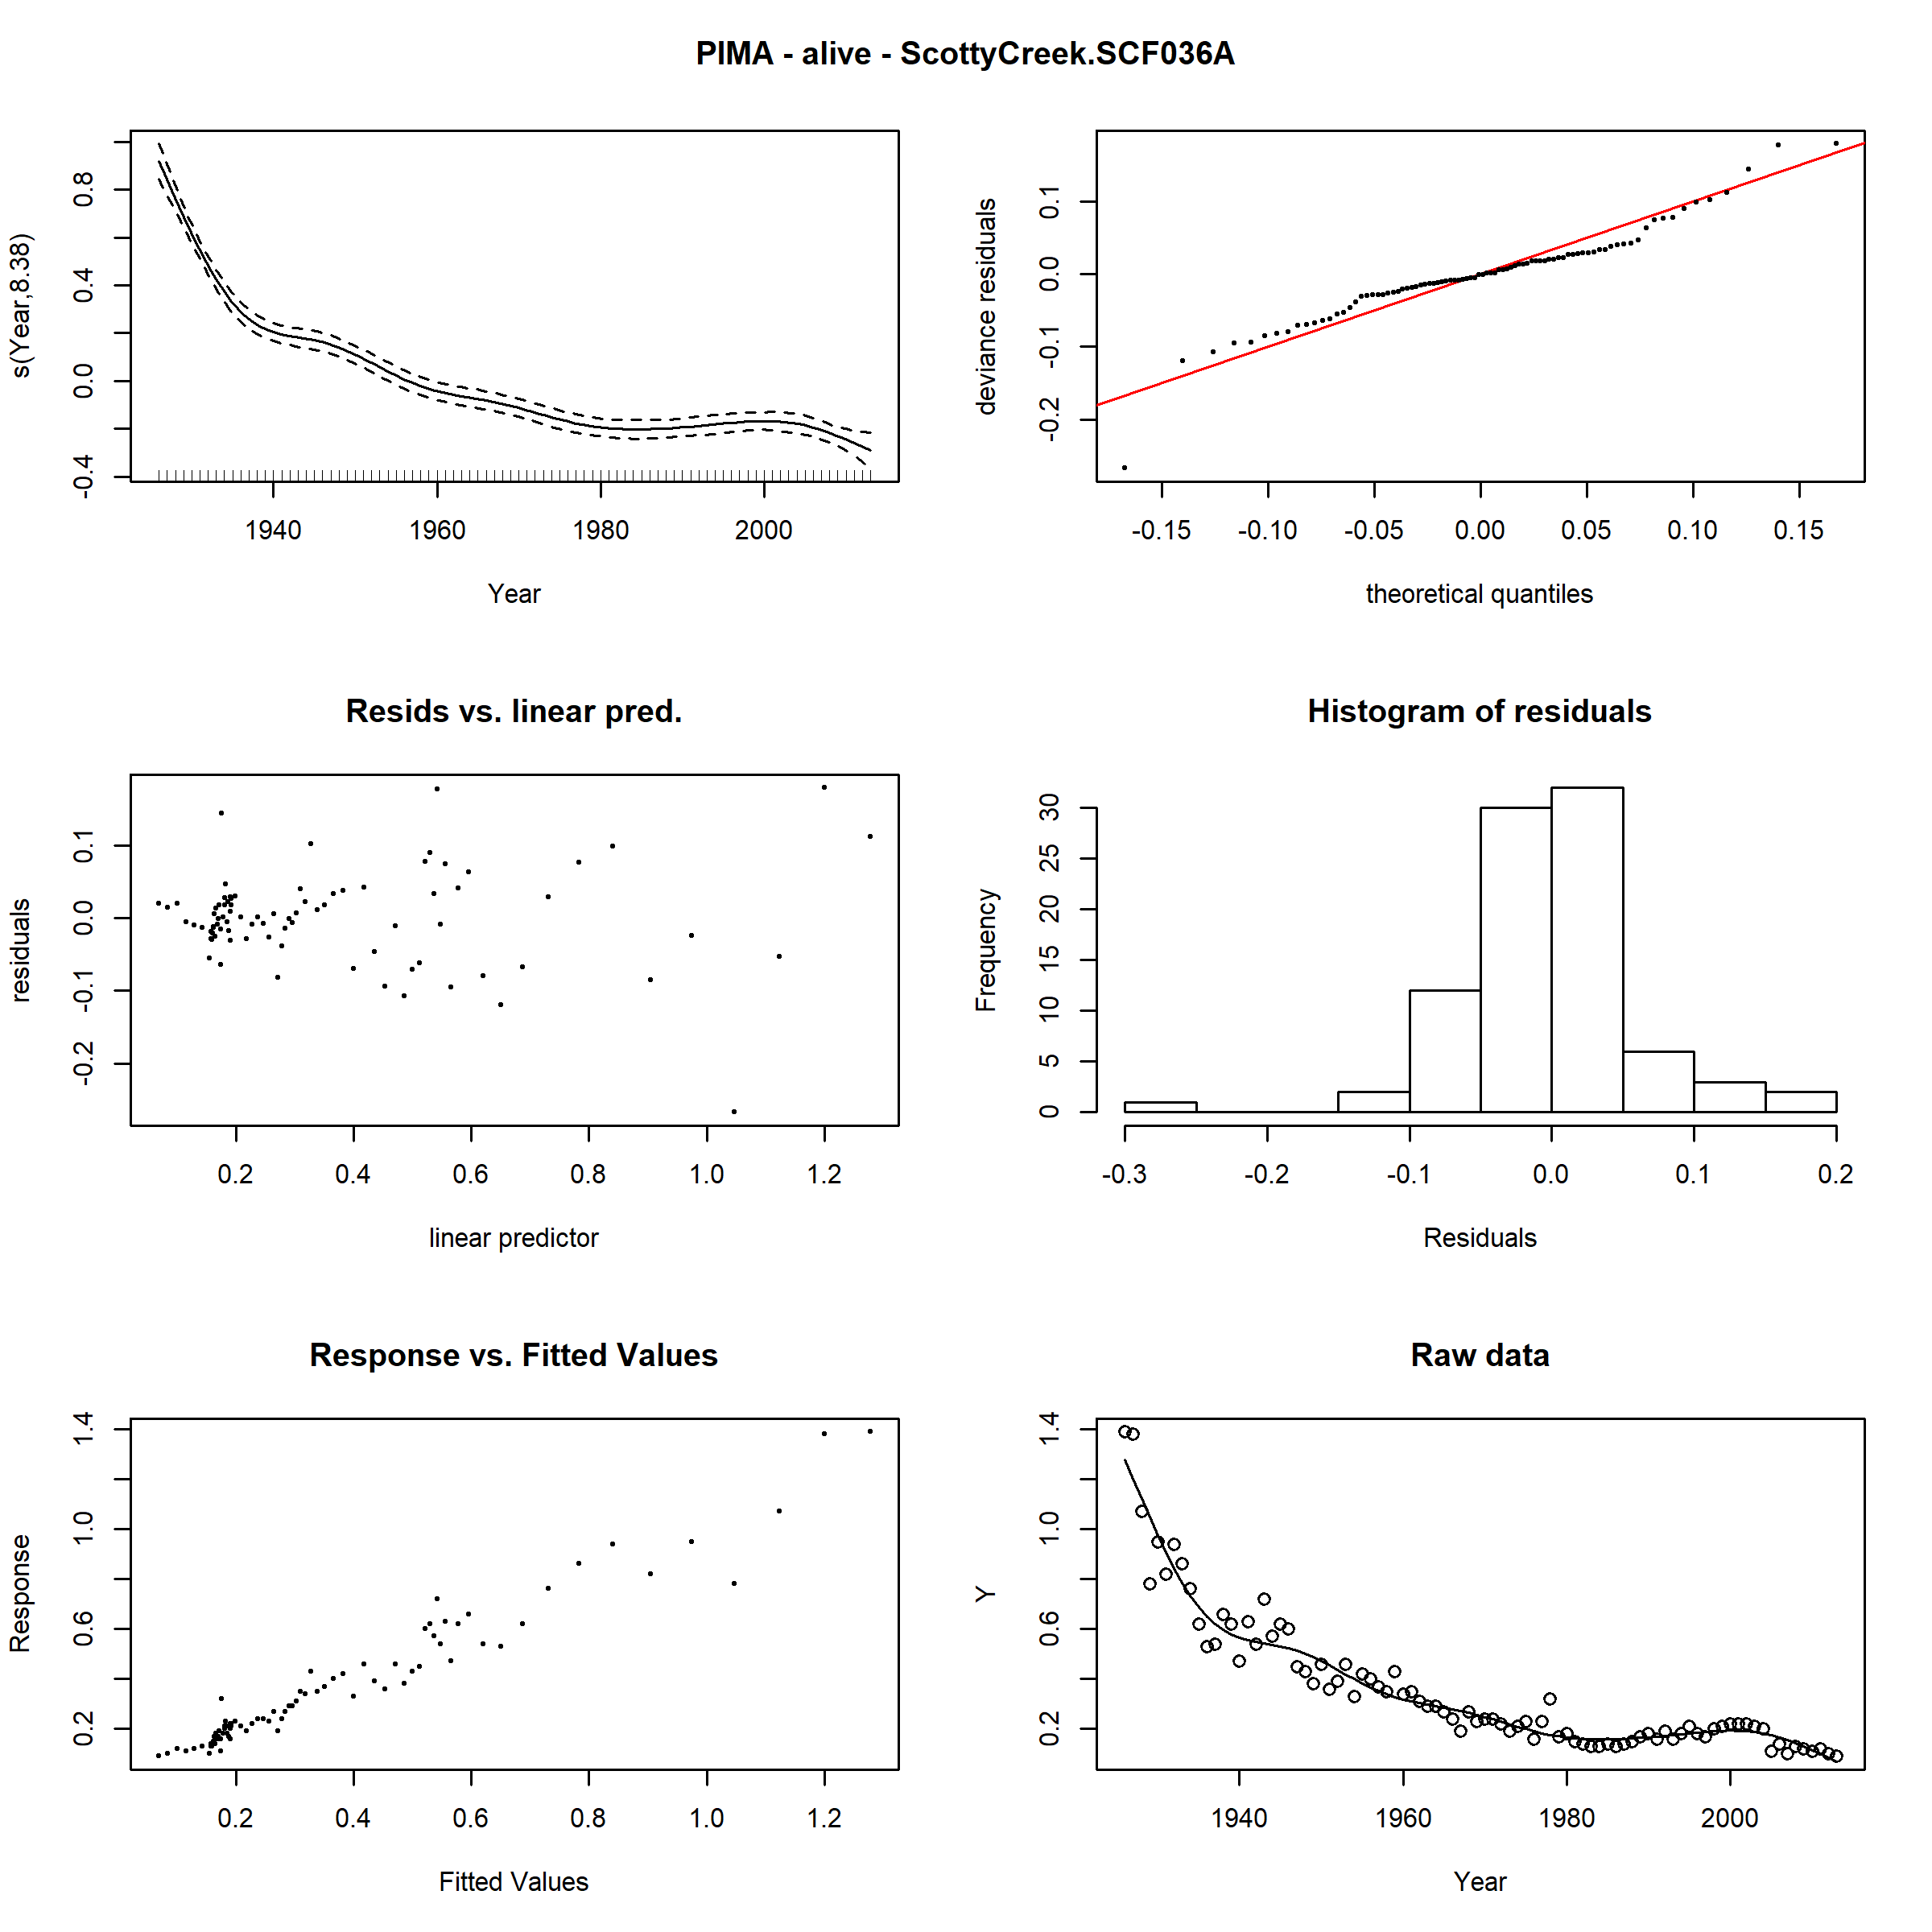 PIMA - alive - ScottyCreek.SCF036A
s(Year,8.38)
-0.4 0.0 0.4 0.8
1940 1960 1980 2000
Year
deviance residuals
-0.2 -0.1 0.0 0.1
-0.15 -0.10 -0.05 0.00 0.05 0.10 0.15
theoretical quantiles
Resids vs. linear pred.
residuals
-0.2 -0.1 0.0 0.1
0.2 0.4 0.6 0.8 1.0 1.2
linear predictor
Histogram of residuals
Frequency
0 5 10 15 20 25 30
-0.3 -0.2 -0.1 0.0 0.1 0.2
Residuals
Response vs. Fitted Values
Response
0.2 0.6 1.0 1.4
0.2 0.4 0.6 0.8 1.0 1.2
Fitted Values
Raw data
Y
0.2 0.6 1.0 1.4
1940 1960 1980 2000
Year